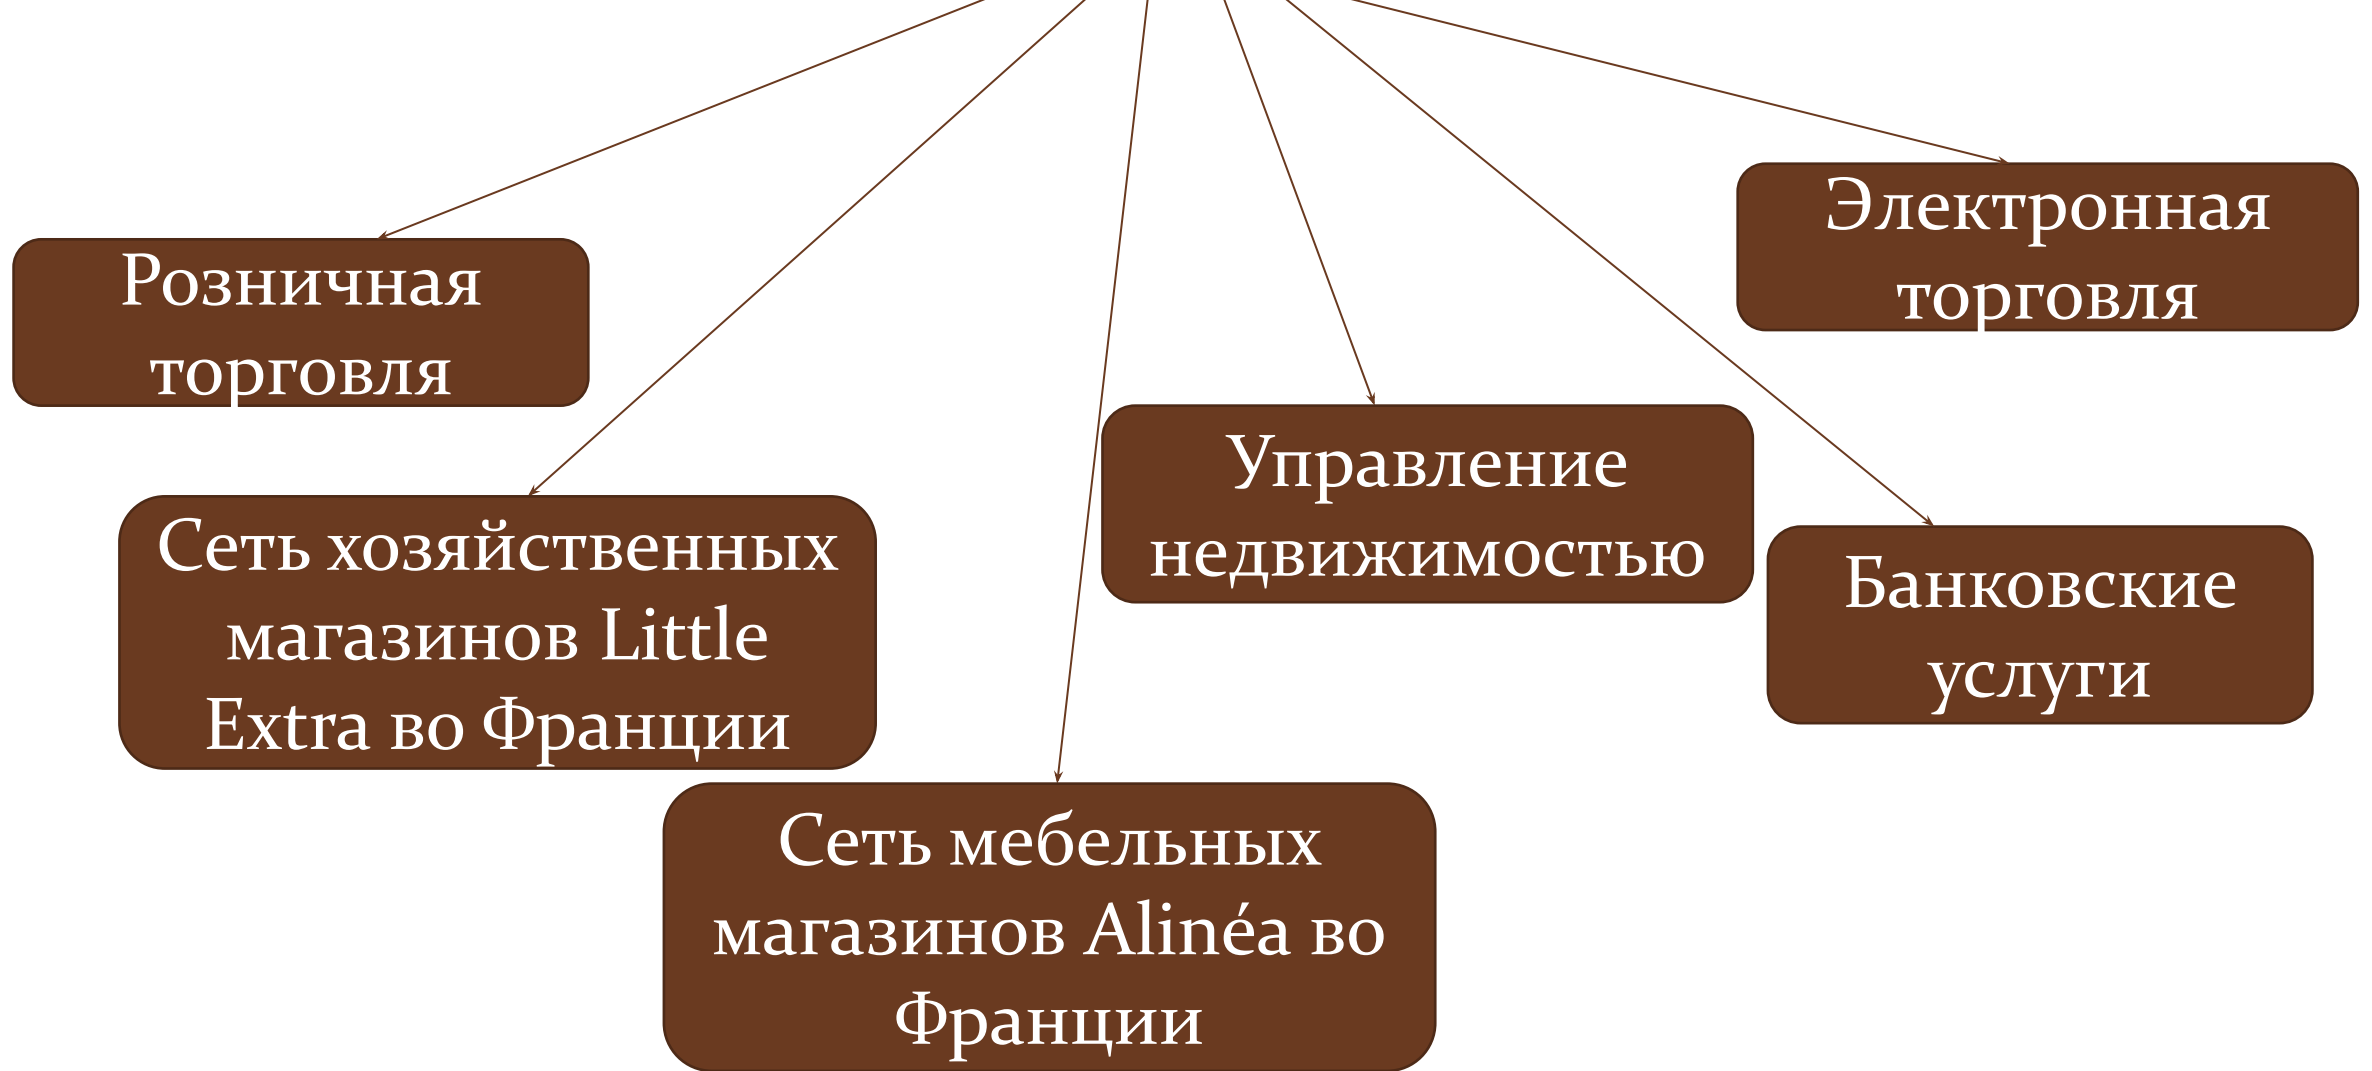 Розничная
торговля
Сеть хозяйственных
магазинов Little
Extra во Франции
Сеть мебельных
магазинов Alinéa во
Франции
Управление
недвижимостью
Банковские
услуги
Электронная
торговля